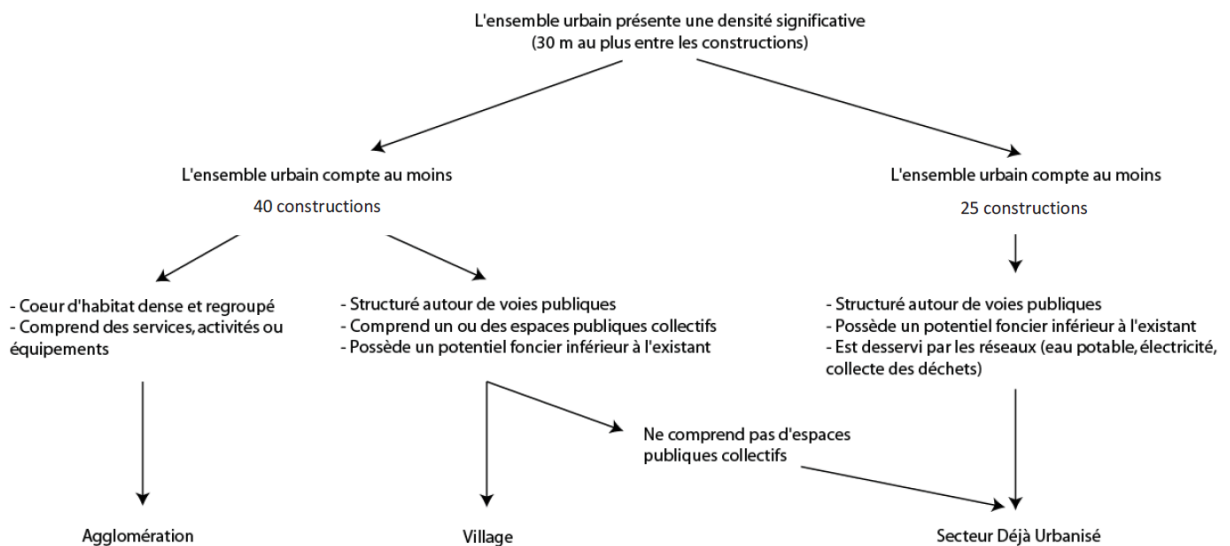 L'ensemble urbain présente une densité significative
(30 m au plus entre les constructions)
L'ensemble urbain compte au moins
40 constructions
L'ensemble urbain compte au moins
25 constructions
- Coeur d'habitat dense et regroupé
- Comprend des services, activités ou
équipements
- Structuré autour de voies publiques
- Comprend un ou des espaces publiques collectifs
- Possède un potentiel foncier inférieur à l'existant
- Structuré autour de voies publiques
- Possède un potentiel foncier inférieur à l'existant
- Est desservi par les réseaux (eau potable, électricité,
collecte des déchets)
Ne comprend pas d'espaces
publiques collectifs
Agglomération
Village
Secteur Déjà Urbanisé